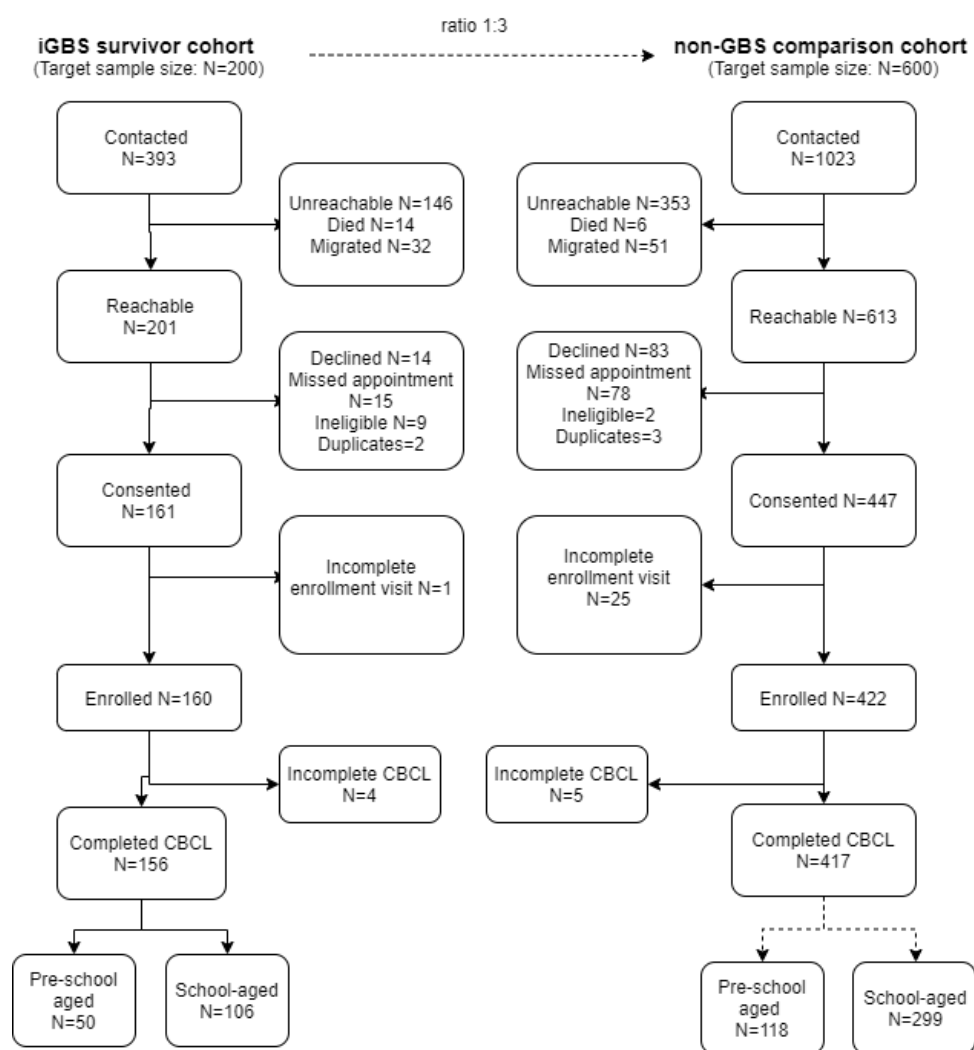 ratio 1:3
iGBS survivor cohort
(Target sample size: N=200)
non-GBS comparison cohort
(Target sample size: N=600)
Contacted
N=393
Contacted
N=1023
Unreachable N=146
Died N=14
Migrated N=32
Unreachable N=353
Died N=6
Migrated N=51
Reachable
N=201
Reachable N=613
Declined N=14
Missed appointment
N=15
Ineligible N=9
Duplicates=2
Declined N=83
Missed appointment
N=78
Ineligible=2
Duplicates=3
Consented
N=161
Consented N=447
Incomplete
enrollment visit N=1
Incomplete
enrollment visit
N=25
Enrolled N=160
Enrolled N=422
Incomplete CBCL
N=4
Incomplete CBCL
N=5
Completed CBCL
N=156
Completed CBCL
N=417
Pre-school
aged
N=50
School-aged
N=106
Pre-school
aged
N=118
School-aged
N=299